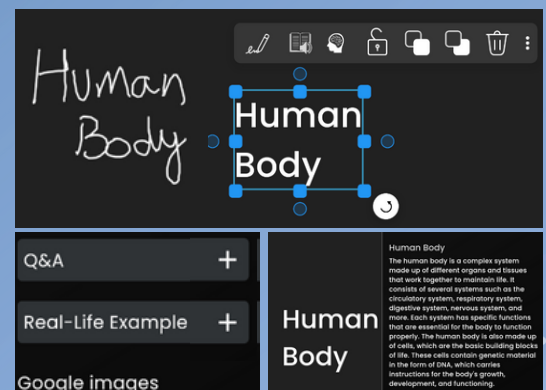 Human
Body
Human
Body
Q&A
Real-Life Example
Google images
Human
Body
Human Body
The human body is a complex system
made up of different organs and tissues
that work together to maintain life. It
consists of several systems such as the
circulatory system, respiratory system,
digestive system, nervous system, and
more. Each system has specific functions
that are essential for the body to function
properly. The human body is also made up
of cells, which are the basic building blocks
of life. These cells contain genetic material
in the form of DNA, which carries
instructions for the body's growth,
development, and functioning.